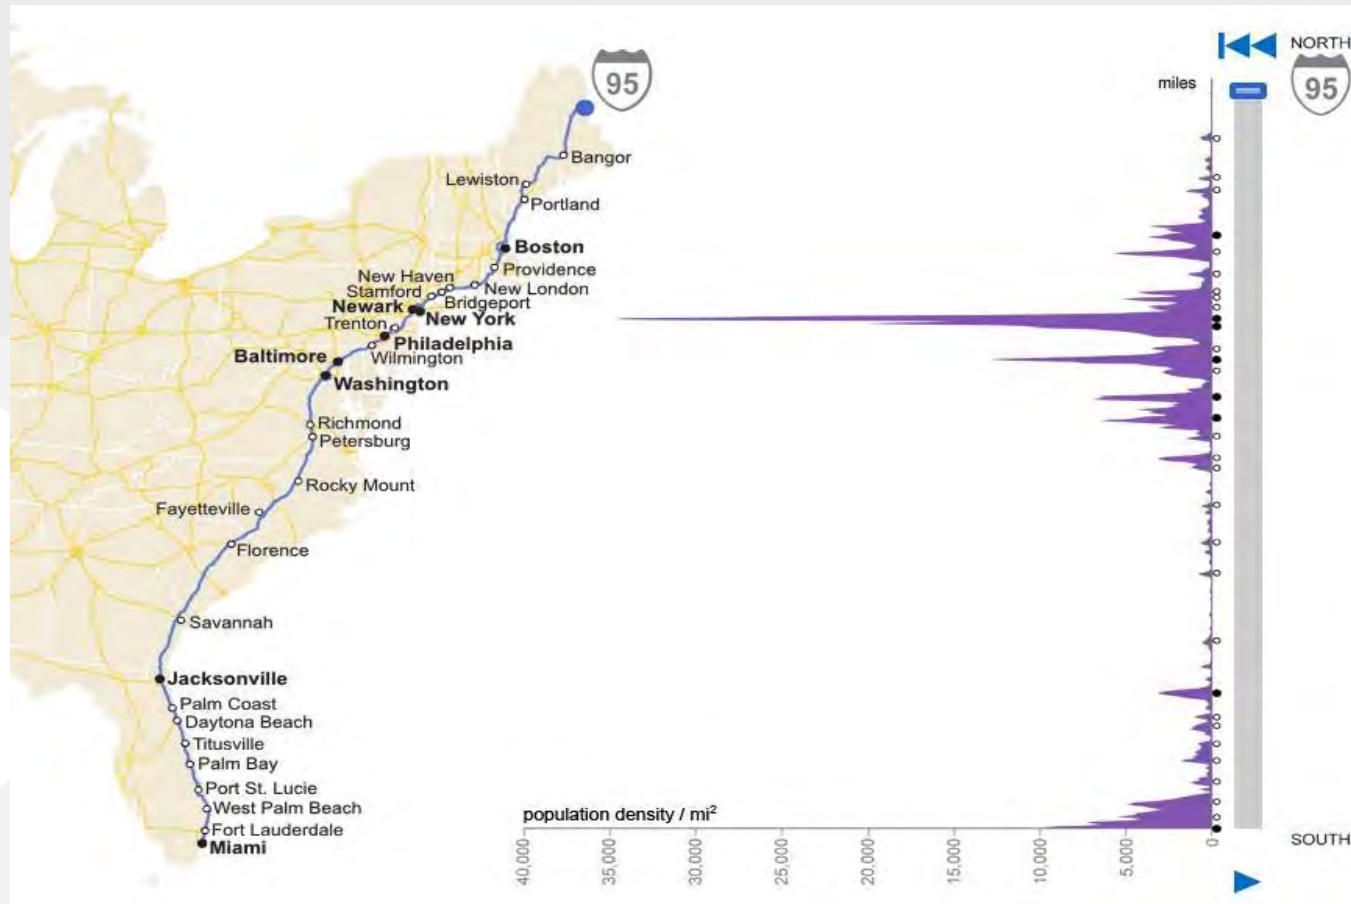 95
Bangor
Lewiston
Portland
Boston
Providence
New Haven
New London
Stamford
Bridgeport
Newark
New York
Trenton
Philadelphia
Wilmington
Baltimore
Washington
Richmond
Petersburg
Rocky Mount
Fayetteville
Florence
Savannah
Jacksonville
Palm Coast
Daytona Beach
Titusville
Palm Bay
Port St. Lucie
West Palm Beach
Fort Lauderdale
Miami
NORTH
miles
95
population density / mi²
SOUTH
40,000
35,000
30,000
25,000
20,000
15,000
10,000
5,000
0